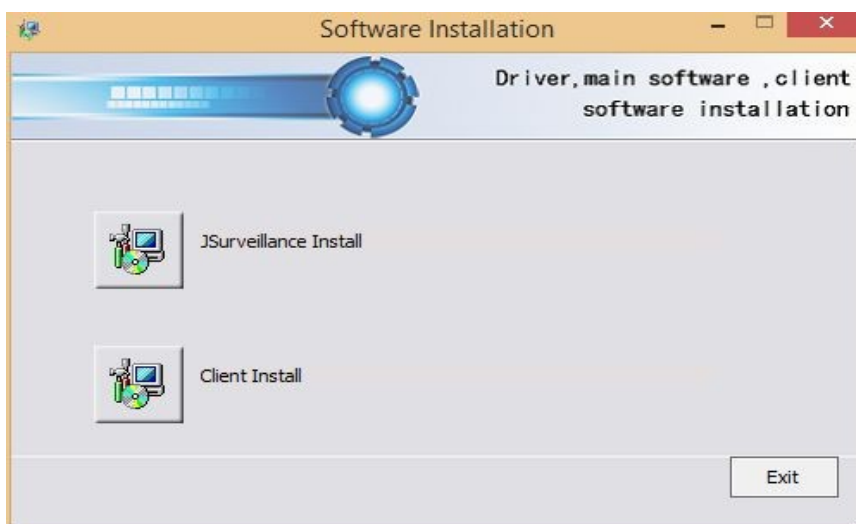 Software Installation
Driver,main software ,client
software installation
JSurveillance Install
Client Install
Exit